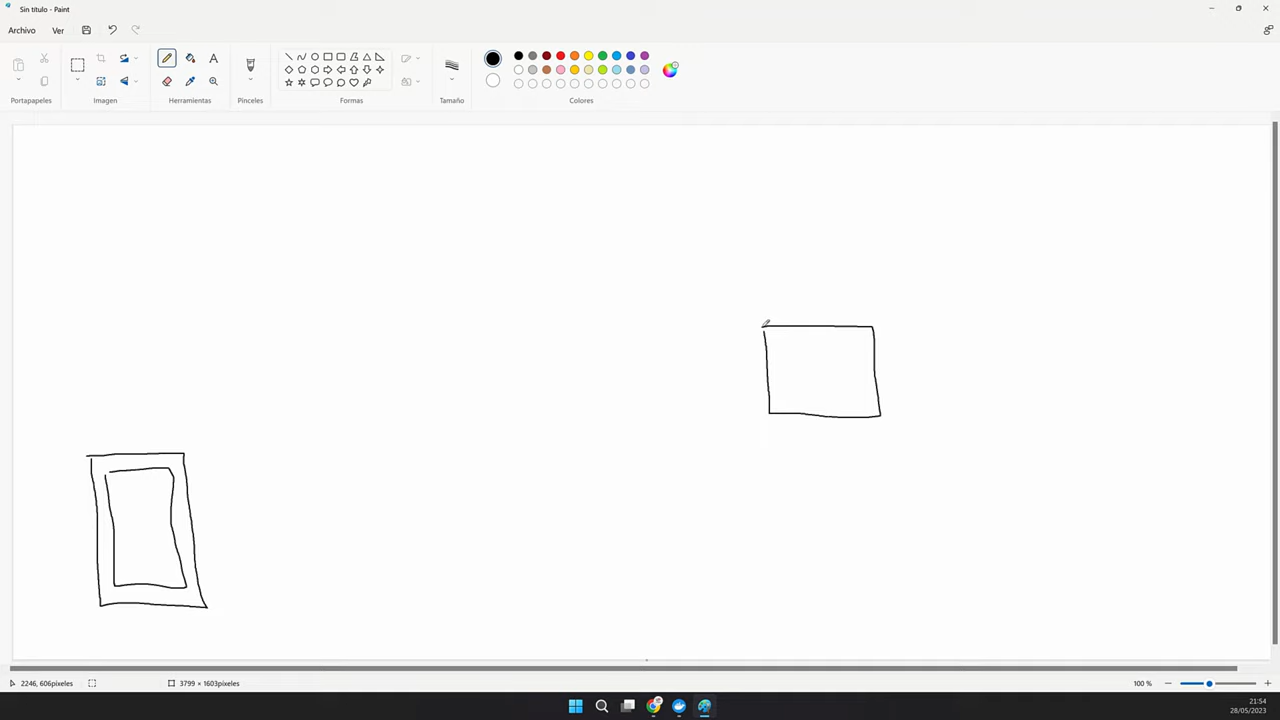 Sin título - Paint
Archivo Ver
Portapapeles Imagen Herramientas Pinceles Formas Tamaño Colores
2246, 606píxeles 3799 × 1603píxeles 100 %
21:54
28/05/2023